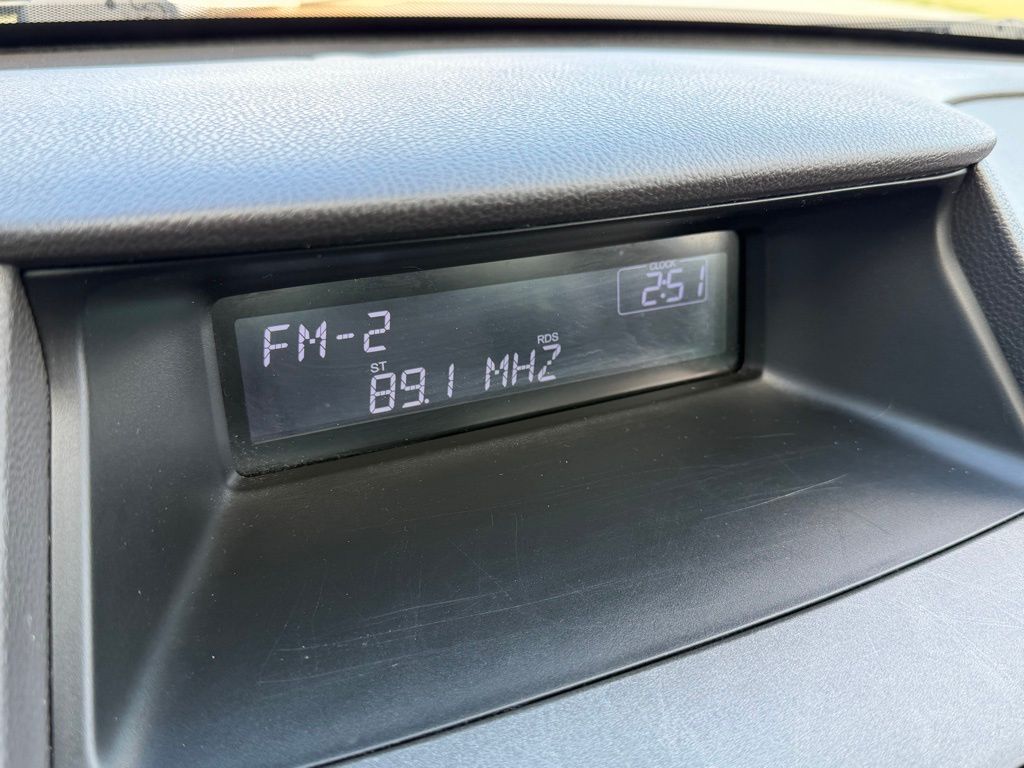 CLOCK
FM-2 2:51
ST RDS
89.1 MHZ